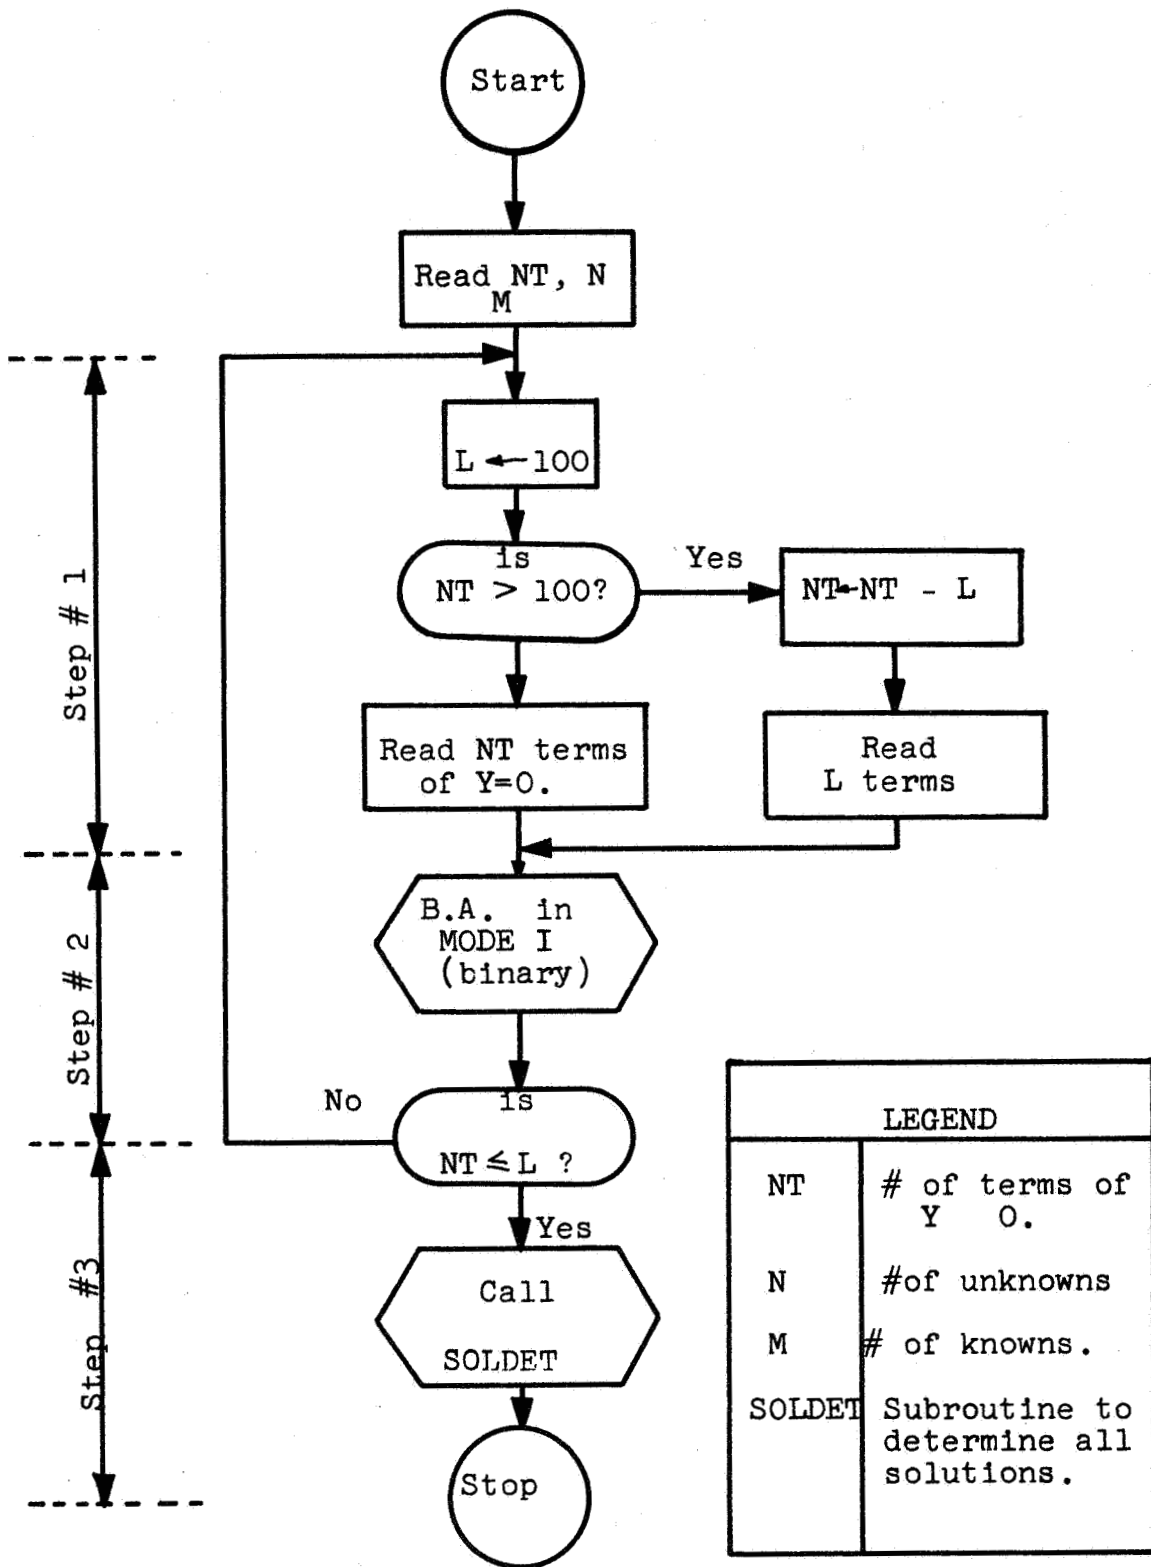 Start
Read NT, N
M
L ← 100
is
NT > 100?
Yes
NT←NT - L
Read NT terms
of Y=0.
Read
L terms
Step # 1
B.A. in
MODE I
(binary)
Step # 2
No
is
NT ≤ L ?
Yes
Call
SOLDET
Step #3
Stop
LEGEND
NT # of terms of
Y 0.
N #of unknowns
M # of knowns.
SOLDET Subroutine to
determine all
solutions.